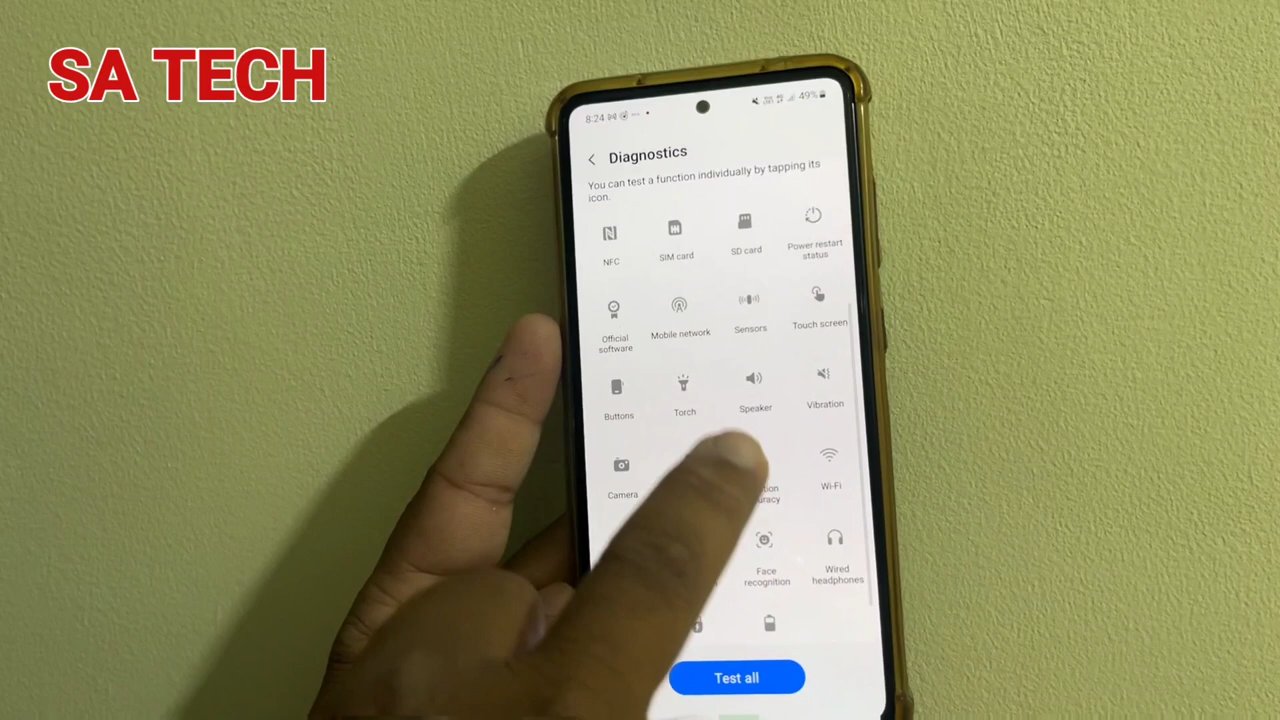 SA TECH
8:24
49%
Diagnostics
You can test a function individually by tapping its
icon.
NFC
SIM card
SD card
Power restart
status
Official
software
Mobile network
Sensors
Touch screen
Buttons
Torch
Speaker
Vibration
Camera
Wi-Fi
Face
recognition
Wired
headphones
Test all